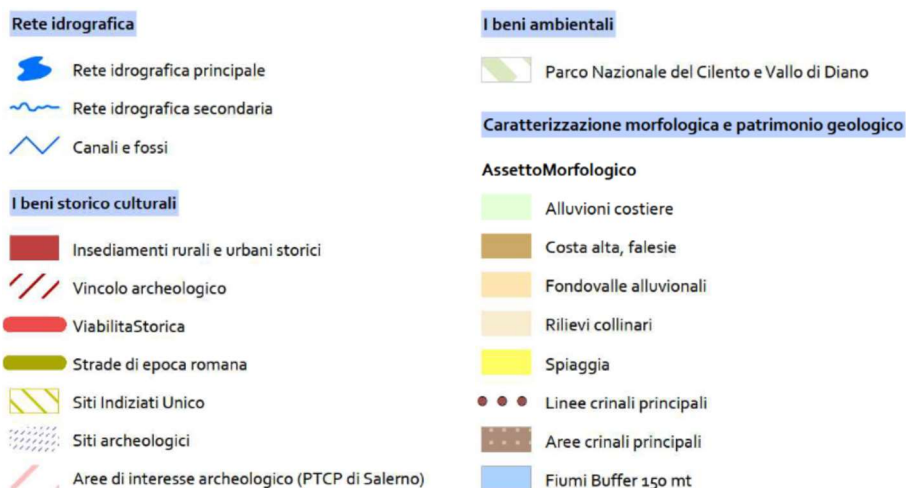 Rete idrografica
Rete idrografica principale
Rete idrografica secondaria
Canali e fossi
I beni storico culturali
Insediamenti rurali e urbani storici
Vincolo archeologico
ViabilitaStorica
Strade di epoca romana
Siti Indiziati Unico
Siti archeologici
Aree di interesse archeologico (PTCP di Salerno)
I beni ambientali
Parco Nazionale del Cilento e Vallo di Diano
Caratterizzazione morfologica e patrimonio geologico
AssettoMorfologico
Alluvioni costiere
Costa alta, falesie
Fondovalle alluvionali
Rilievi collinari
Spiaggia
Linee crinali principali
Aree crinali principali
Fiumi Buffer 150 mt